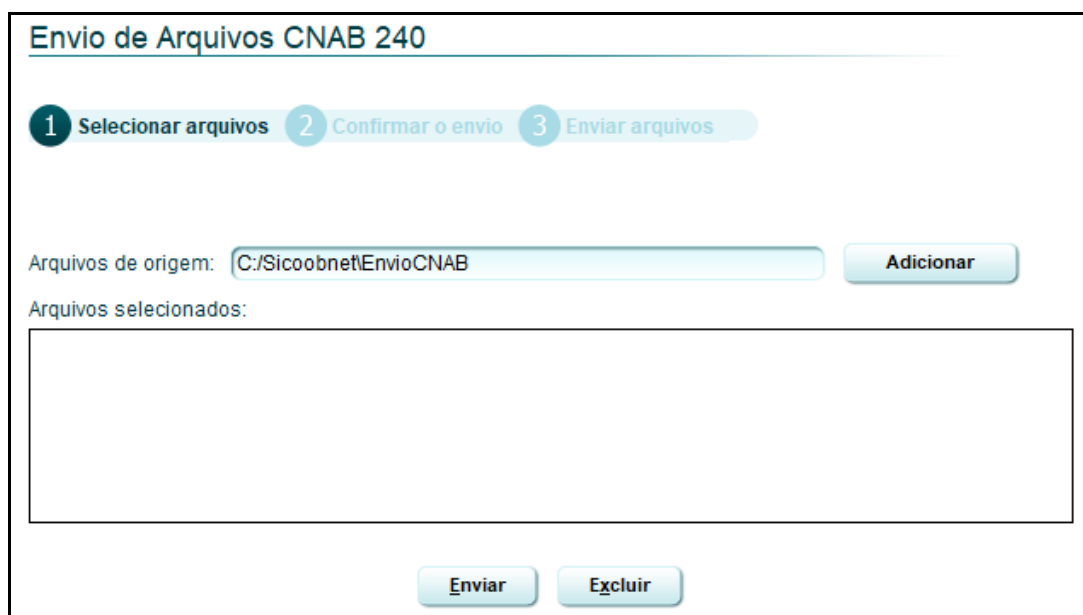 Envio de Arquivos CNAB 240
1 Selecionar arquivos 2 Confirmar o envio 3 Enviar arquivos
Arquivos de origem: C:/Sicoobnet\EnvioCNAB Adicionar
Arquivos selecionados:
Enviar Excluir